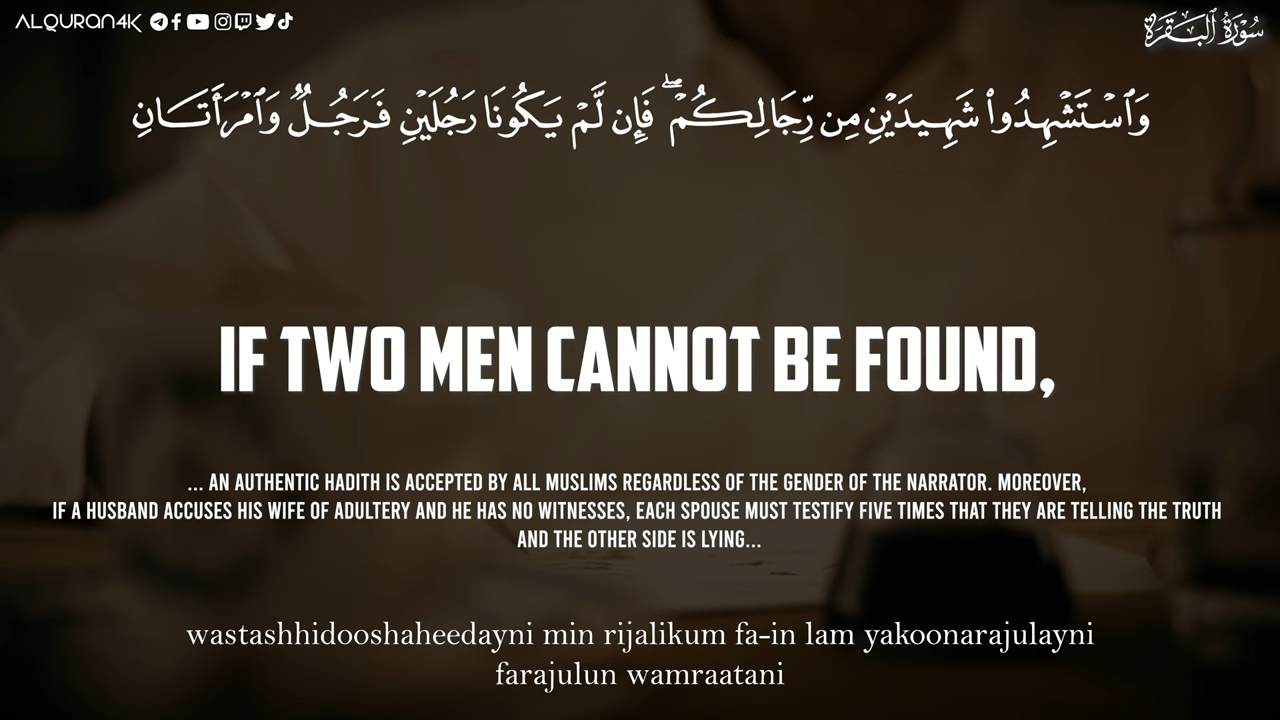 ALQURAN4K
سُورَةُ ٱلْبَقَرَةِ
وَٱسْتَشْهِدُوا۟ شَهِيدَيْنِ مِن رِّجَالِكُمْ ۖ فَإِن لَّمْ يَكُونَا رَجُلَيْنِ فَرَجُلٌۭ وَٱمْرَأَتَانِ
IF TWO MEN CANNOT BE FOUND,
... AN AUTHENTIC HADITH IS ACCEPTED BY ALL MUSLIMS REGARDLESS OF THE GENDER OF THE NARRATOR. MOREOVER,
IF A HUSBAND ACCUSES HIS WIFE OF ADULTERY AND HE HAS NO WITNESSES, EACH SPOUSE MUST TESTIFY FIVE TIMES THAT THEY ARE TELLING THE TRUTH
AND THE OTHER SIDE IS LYING...
wastashhidooshaheedayni min rijalikum fa-in lam yakoonarajulayni
farajulun wamraatani